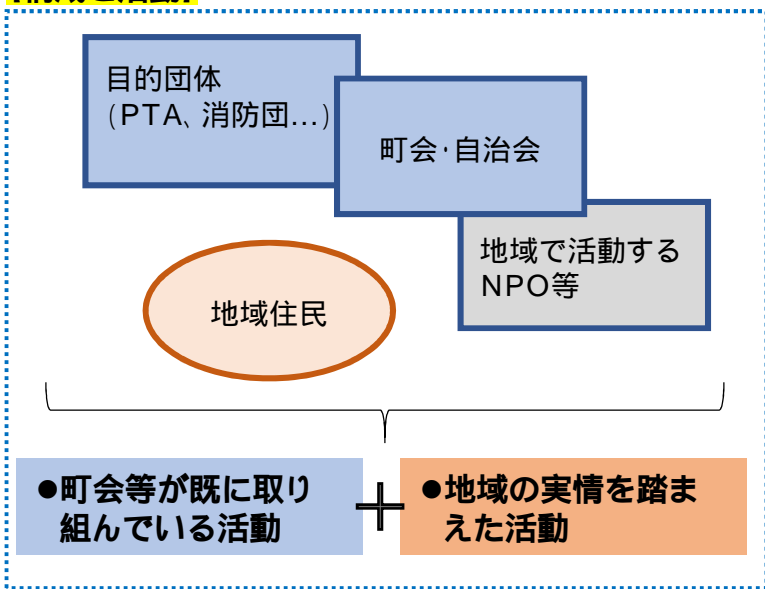 目的団体
(PTA、消防団…)
町会・自治会
地域で活動する
NPO等
地域住民
●町会等が既に取り
組んでいる活動
●地域の実情を踏ま
えた活動